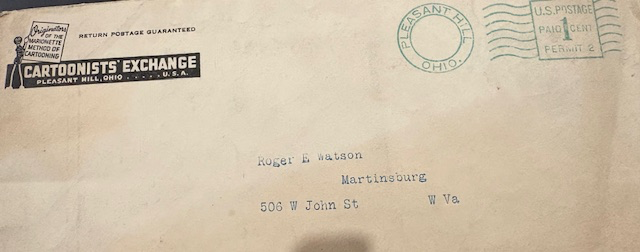 Originators
OF THE
MARIONETTE
METHOD OF
CARTOONING
RETURN POSTAGE GUARANTEED
CARTOONISTS' EXCHANGE
PLEASANT HILL, OHIO ..... U.S.A.
PLEASANT HILL
OHIO.
U.S. POSTAGE
1
PAID CENT
PERMIT 2
Roger E Watson
Martinsburg
506 W John St W Va